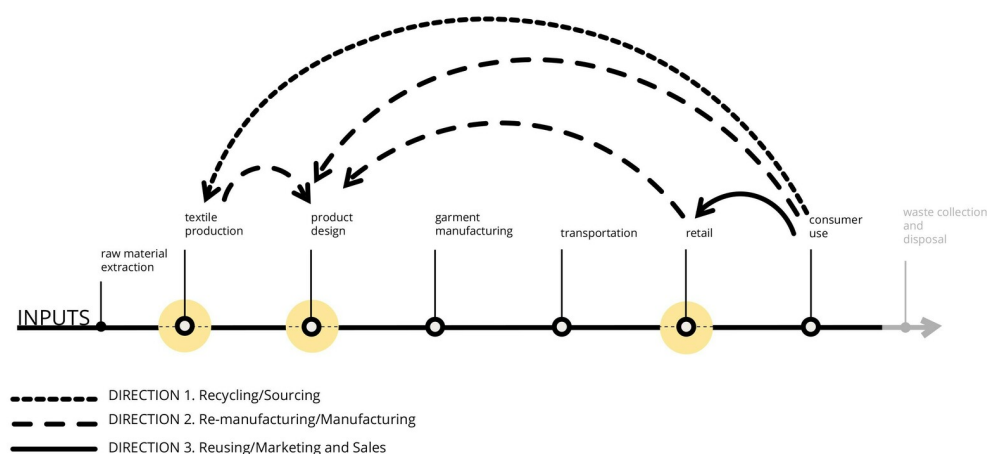 textile
production
product
design
garment
manufacturing
transportation
retail
consumer
use
waste collection
and
disposal
raw material
extraction
INPUTS
DIRECTION 1. Recycling/Sourcing
DIRECTION 2. Re-manufacturing/Manufacturing
DIRECTION 3. Reusing/Marketing and Sales